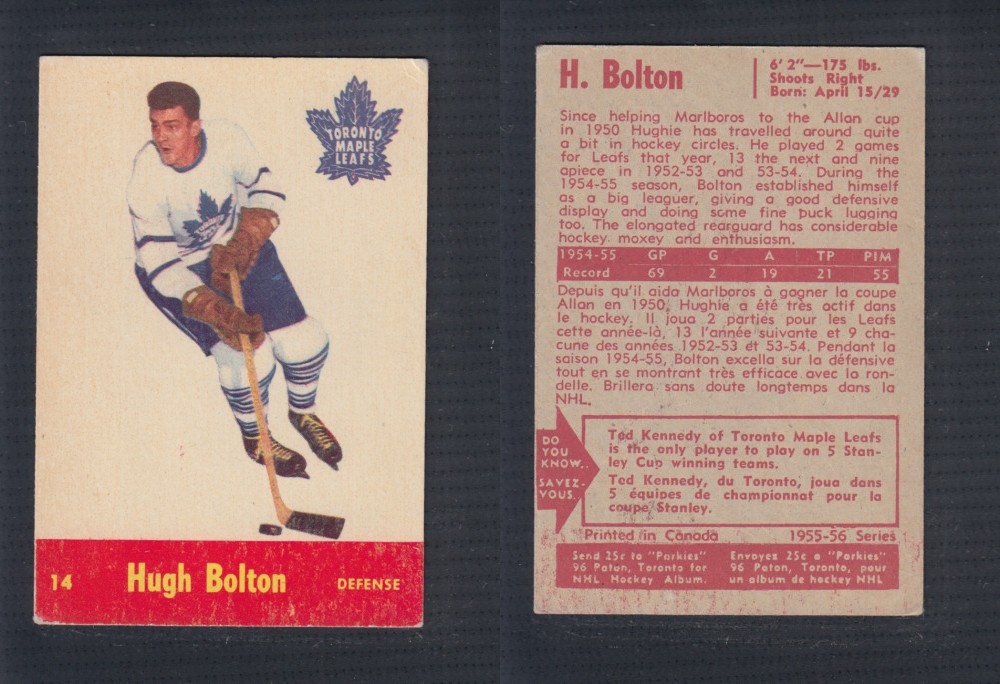 TORONTO
MAPLE
LEAFS
14 Hugh Bolton DEFENSE
H. Bolton
6' 2"—175 lbs.
Shoots Right
Born: April 15/29
Since helping Marlboros to the Allan cup
in 1950 Hughie has travelled around quite
a bit in hockey circles. He played 2 games
for Leafs that year, 13 the next and nine
apiece in 1952-53 and 53-54. During the
1954-55 season, Bolton established himself
as a big leaguer, giving a good defensive
display and doing some fine puck lugging
too. The elongated rearguard has considerable
hockey moxey and enthusiasm.
1954-55 GP G A TP PIM
Record 69 2 19 21 55
Depuis qu'il aida Marlboros à gagner la coupe
Allan en 1950, Hughie a été très actif dans
le hockey. Il joua 2 parties pour les Leafs
cette année-là, 13 l'année suivante et 9 cha-
cune des années 1952-53 et 53-54. Pendant la
saison 1954-55, Bolton excella sur la défensive
tout en se montrant très efficace avec la ron-
delle. Brillera sans doute longtemps dans la
NHL.
DO
YOU
KNOW..
SAVEZ-
VOUS..
Ted Kennedy of Toronto Maple Leafs
is the only player to play on 5 Stan-
ley Cup winning teams.
Ted Kennedy, du Toronto, joua dans
5 équipes de championnat pour la
coupe Stanley.
Printed in Canada 1955-56 Series
Send 25c to "Parkies"
96 Paton, Toronto for
NHL Hockey Album.
Envoyez 25c a "Parkies"
96 Paton, Toronto, pour
un album de hockey NHL